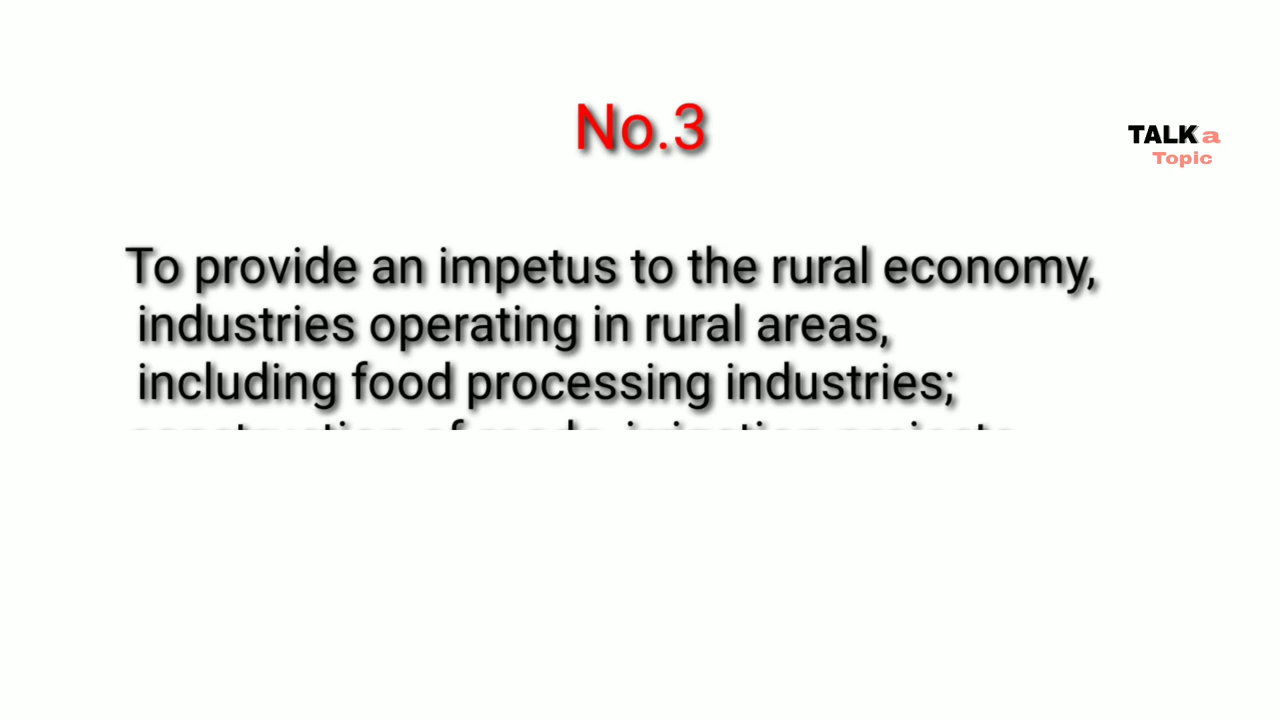 No.3
TALK a
Topic
To provide an impetus to the rural economy,
industries operating in rural areas,
including food processing industries;